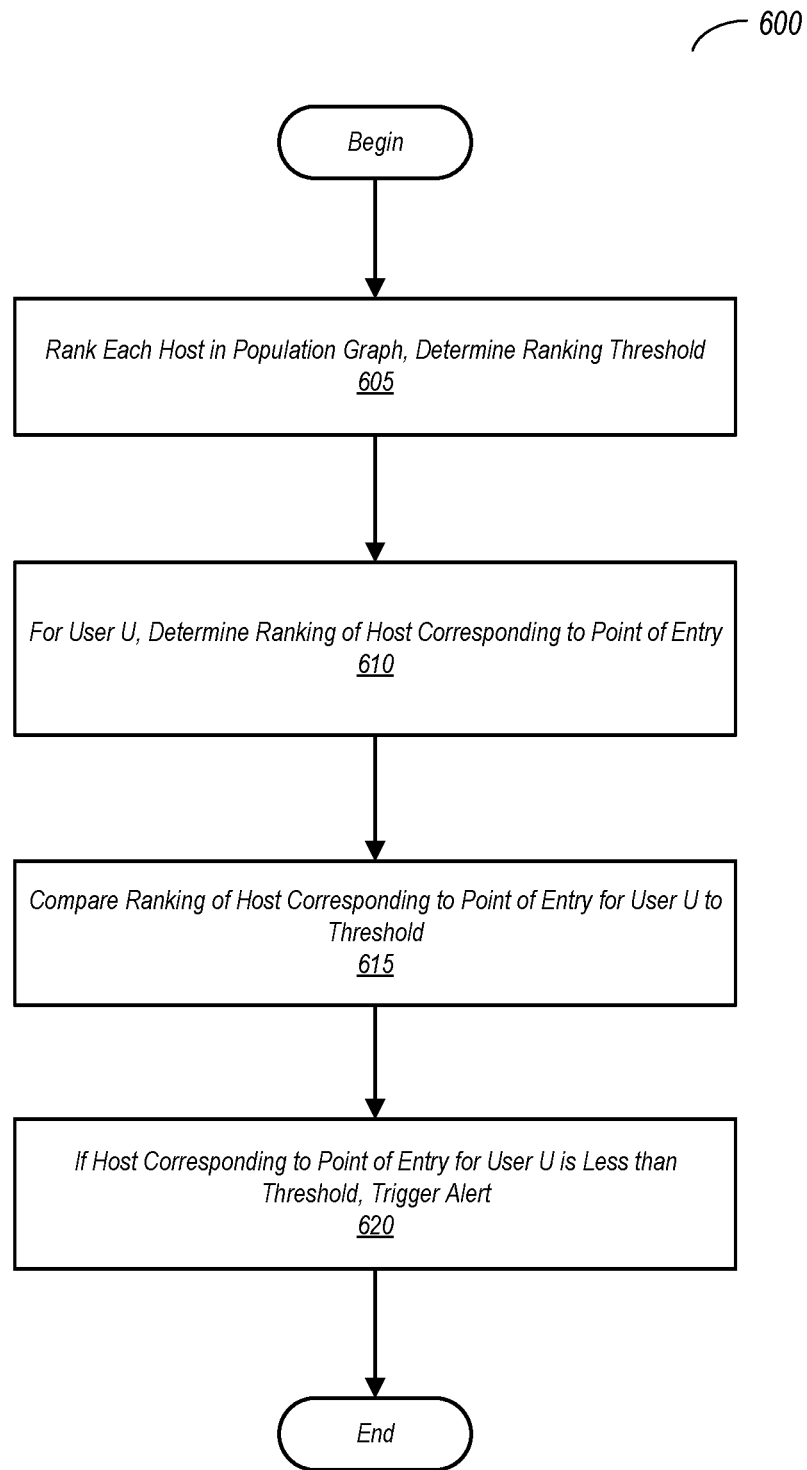 600
Begin
Rank Each Host in Population Graph, Determine Ranking Threshold
605
For User U, Determine Ranking of Host Corresponding to Point of Entry
610
Compare Ranking of Host Corresponding to Point of Entry for User U to
Threshold
615
If Host Corresponding to Point of Entry for User U is Less than
Threshold, Trigger Alert
620
End